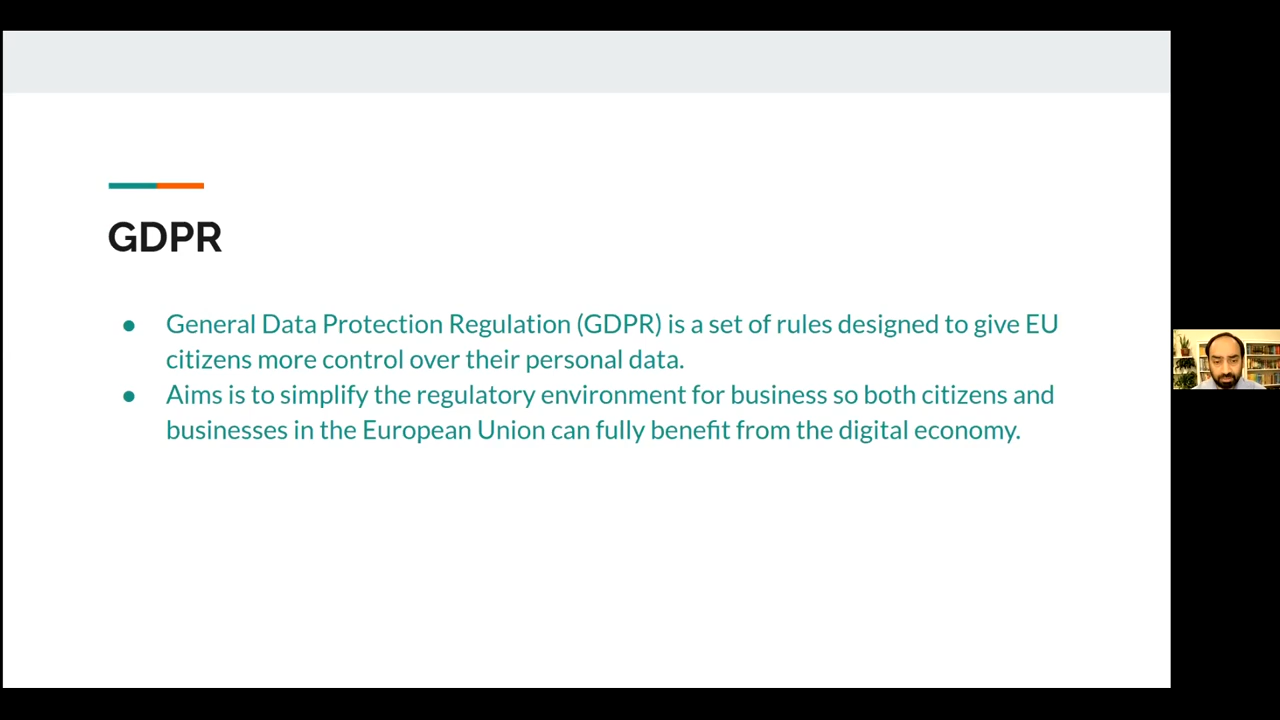 GDPR
● General Data Protection Regulation (GDPR) is a set of rules designed to give EU
citizens more control over their personal data.
● Aims is to simplify the regulatory environment for business so both citizens and
businesses in the European Union can fully benefit from the digital economy.